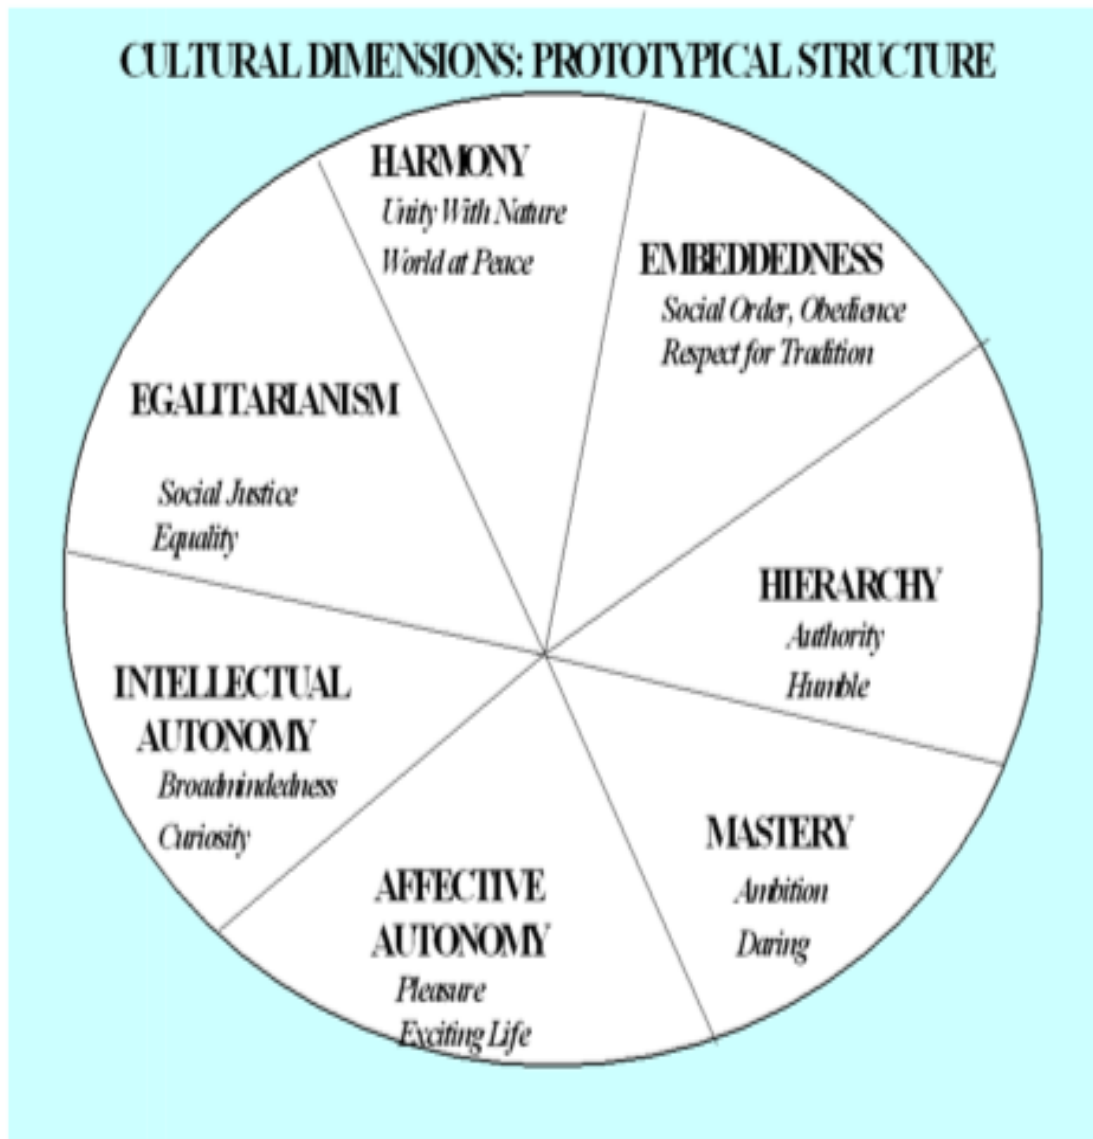 CULTURAL DIMENSIONS: PROTOTYPICAL STRUCTURE
HARMONY
Unity With Nature
World at Peace
EMBEDDEDNESS
Social Order, Obedience
Respect for Tradition
EGALITARIANISM
Social Justice
Equality
HIERARCHY
Authority
Humble
INTELLECTUAL
AUTONOMY
Broadmindedness
Curiosity
MASTERY
Ambition
Daring
AFFECTIVE
AUTONOMY
Pleasure
Exciting Life